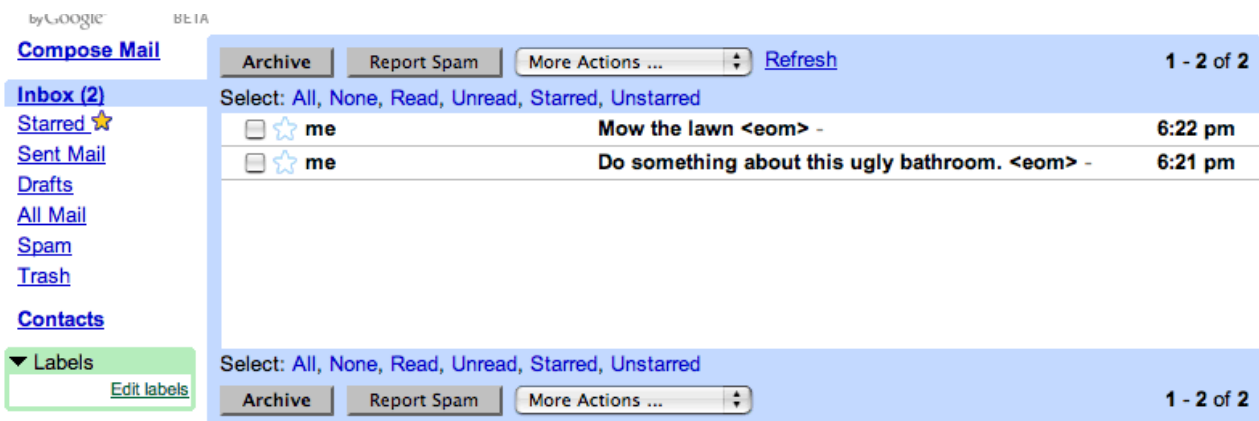 by Google BETA
Compose Mail
Archive Report Spam More Actions ... Refresh 1 - 2 of 2
Inbox (2)
Select: All, None, Read, Unread, Starred, Unstarred
Starred
me Mow the lawn <eom> - 6:22 pm
Sent Mail
me Do something about this ugly bathroom. <eom> - 6:21 pm
Drafts
All Mail
Spam
Trash
Contacts
Labels
Select: All, None, Read, Unread, Starred, Unstarred
Edit labels
Archive Report Spam More Actions ... 1 - 2 of 2